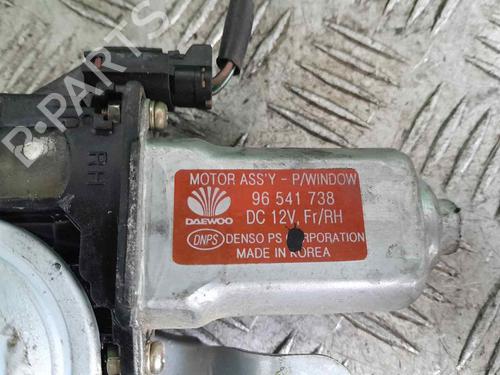 B-PARTS
RH
MOTOR ASS'Y - P/WINDOW
96 541 738
DAEWOO
DC 12V, Fr/RH
DNPS DENSO PS CORPORATION
MADE IN KOREA